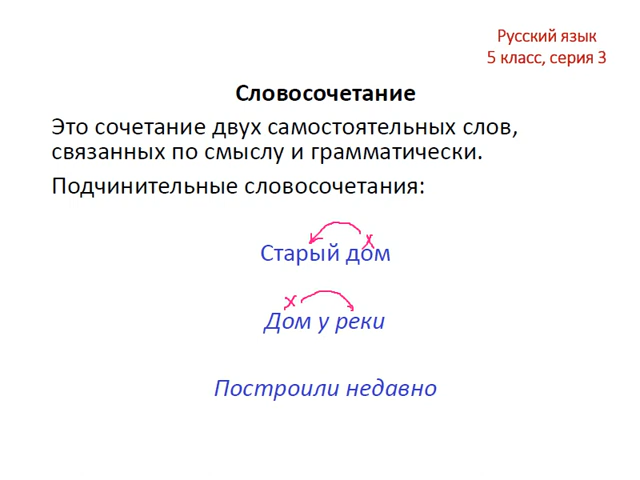 Русский язык
5 класс, серия 3
Словосочетание
Это сочетание двух самостоятельных слов,
связанных по смыслу и грамматически.
Подчинительные словосочетания:
х
Старый дом
х
Дом у реки
Построили недавно